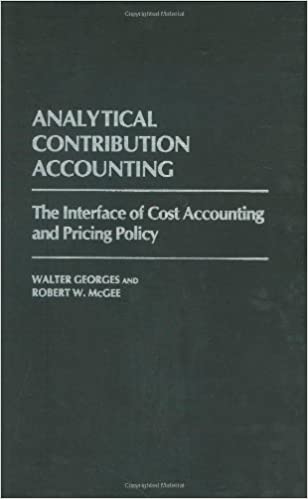 ANALYTICAL
CONTRIBUTION
ACCOUNTING
The Interface of Cost Accounting
and Pricing Policy
WALTER GEORGES AND
ROBERT W. McGEE